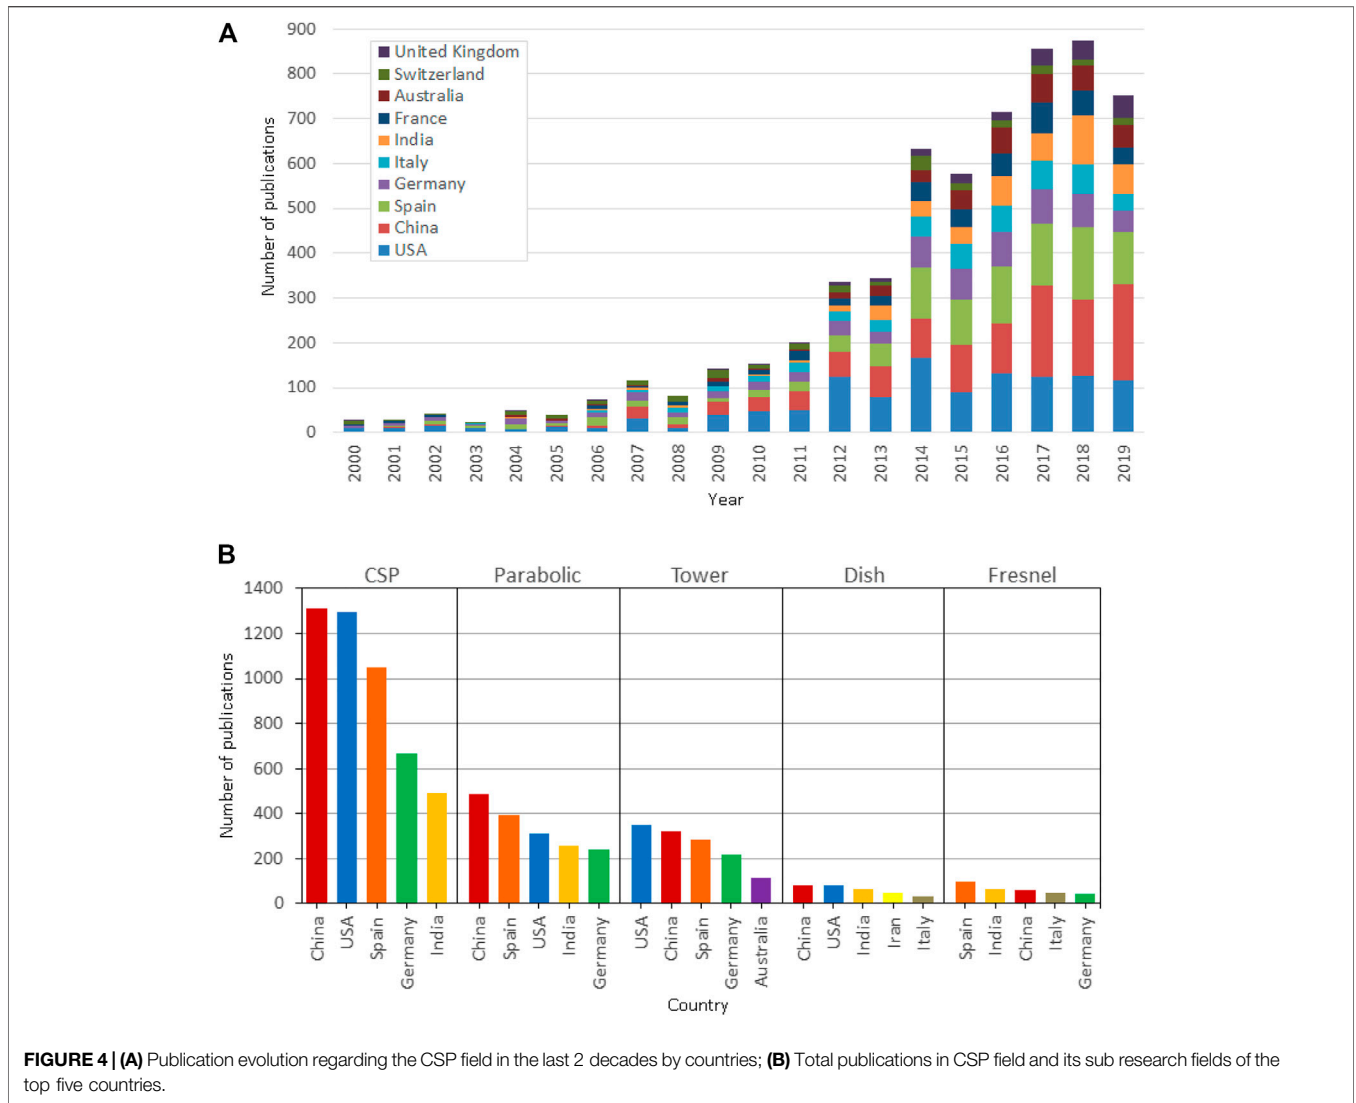 A
900
800
700
600
500
400
300
200
100
0
Number of publications
United Kingdom
Switzerland
Australia
France
India
Italy
Germany
Spain
China
USA
2000 2001 2002 2003 2004 2005 2006 2007 2008 2009 2010 2011 2012 2013 2014 2015 2016 2017 2018 2019
Year
B
CSP Parabolic Tower Dish Fresnel
1400
1200
1000
800
600
400
200
0
Number of publications
China USA Spain Germany India China Spain USA India Germany USA China Spain Germany Australia China USA India Iran Italy Spain India China Italy Germany
Country
FIGURE 4 | (A) Publication evolution regarding the CSP field in the last 2 decades by countries; (B) Total publications in CSP field and its sub research fields of the
top five countries.